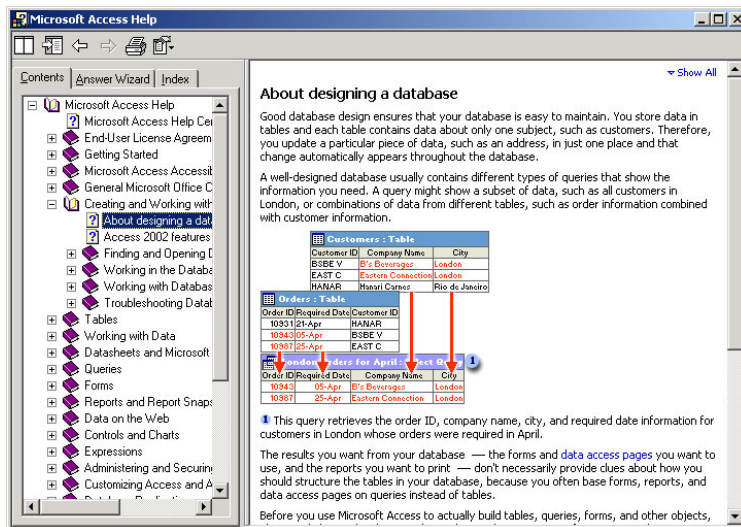 Microsoft Access Help
Contents Answer Wizard Index
Microsoft Access Help
Microsoft Access Help Cen
End-User License Agreem
Getting Started
Microsoft Access Accessib
General Microsoft Office C
Creating and Working with
About designing a dat
Access 2002 features
Finding and Opening D
Working in the Databa
Working with Databas
Troubleshooting Datab
Tables
Working with Data
Datasheets and Microsoft
Queries
Forms
Reports and Report Snaps
Data on the Web
Controls and Charts
Expressions
Administering and Securin
Customizing Access and A
Show All
About designing a database
Good database design ensures that your database is easy to maintain. You store data in
tables and each table contains data about only one subject, such as customers. Therefore,
you update a particular piece of data, such as an address, in just one place and that
change automatically appears throughout the database.
A well-designed database usually contains different types of queries that show the
information you need. A query might show a subset of data, such as all customers in
London, or combinations of data from different tables, such as order information combined
with customer information.
Customers : Table
Customer ID Company Name City
BSBEV B's Beverages London
EASTC Eastern Connection London
HANAR Hanari Carnes Rio de Janeiro
Orders : Table
Order ID Required Date Customer ID
10931 21-Apr HANAR
10943 05-Apr BSBEV
10987 25-Apr EASTC
London Orders for April : Select Query 1
Order ID Required Date Company Name City
10943 05-Apr B's Beverages London
10987 25-Apr Eastern Connection London
1 This query retrieves the order ID, company name, city, and required date information for
customers in London whose orders were required in April.
The results you want from your database — the forms and data access pages you want to
use, and the reports you want to print — don't necessarily provide clues about how you
should structure the tables in your database, because you often base forms, reports, and
data access pages on queries instead of tables.
Before you use Microsoft Access to actually build tables, queries, forms, and other objects,